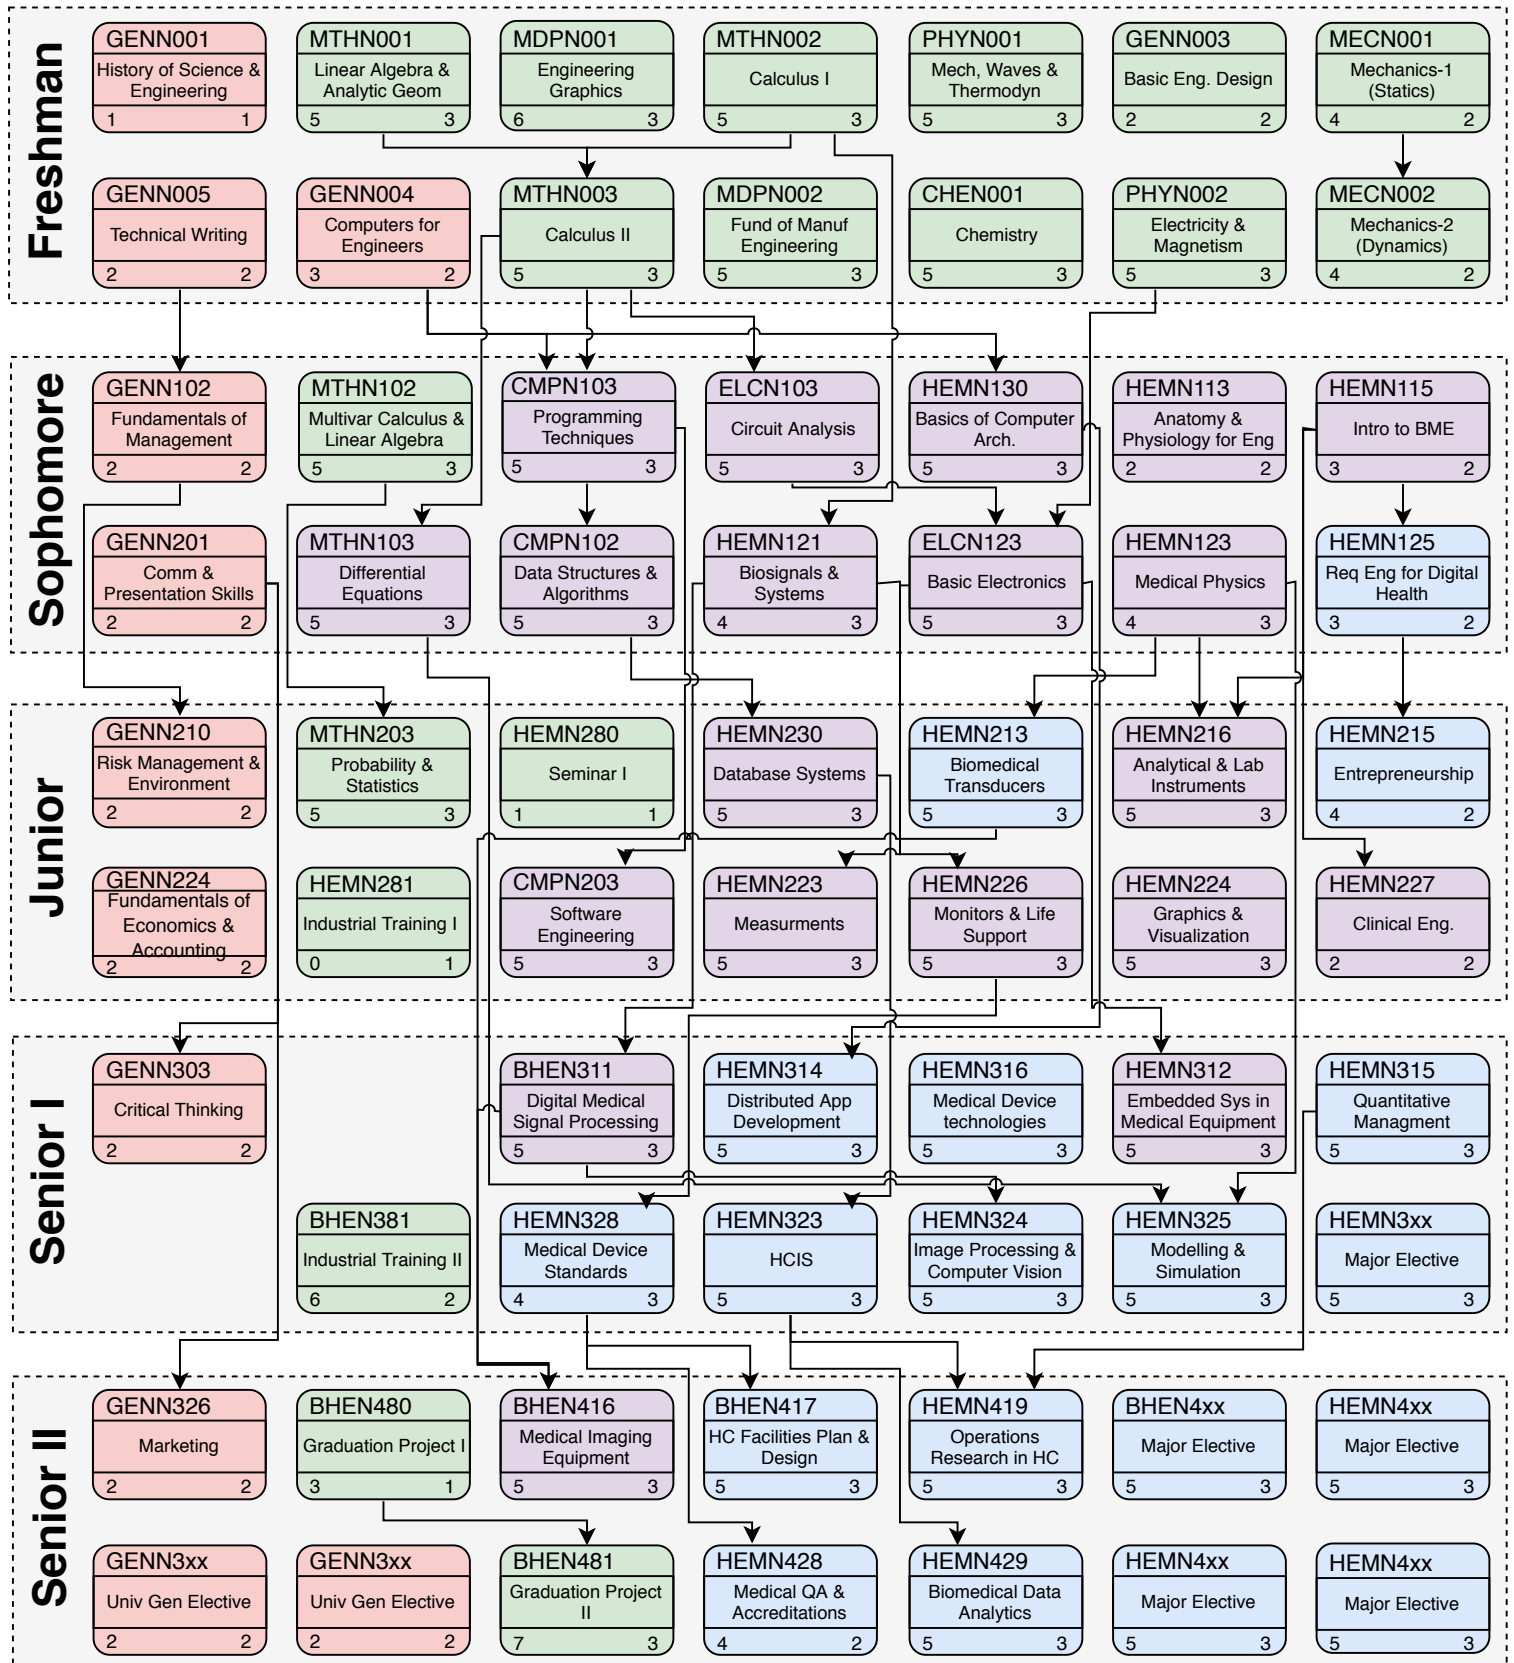 Freshman
GENN001
History of Science &
Engineering
1 1
MTHN001
Linear Algebra &
Analytic Geom
5 3
MDPN001
Engineering
Graphics
6 3
MTHN002
Calculus I
5 3
PHYN001
Mech, Waves &
Thermodyn
5 3
GENN003
Basic Eng. Design
2 2
MECN001
Mechanics-1
(Statics)
4 2
GENN005
Technical Writing
2 2
GENN004
Computers for
Engineers
3 2
MTHN003
Calculus II
5 3
MDPN002
Fund of Manuf
Engineering
5 3
CHEN001
Chemistry
5 3
PHYN002
Electricity &
Magnetism
5 3
MECN002
Mechanics-2
(Dynamics)
4 2
Sophomore
GENN102
Fundamentals of
Management
2 2
MTHN102
Multivar Calculus &
Linear Algebra
5 3
CMPN103
Programming
Techniques
5 3
ELCN103
Circuit Analysis
5 3
HEMN130
Basics of Computer
Arch.
5 3
HEMN113
Anatomy &
Physiology for Eng
2 2
HEMN115
Intro to BME
3 2
GENN201
Comm &
Presentation Skills
2 2
MTHN103
Differential
Equations
5 3
CMPN102
Data Structures &
Algorithms
5 3
HEMN121
Biosignals &
Systems
4 3
ELCN123
Basic Electronics
5 3
HEMN123
Medical Physics
4 3
HEMN125
Req Eng for Digital
Health
3 2
Junior
GENN210
Risk Management &
Environment
2 2
MTHN203
Probability &
Statistics
5 3
HEMN280
Seminar I
1 1
HEMN230
Database Systems
5 3
HEMN213
Biomedical
Transducers
5 3
HEMN216
Analytical & Lab
Instruments
5 3
HEMN215
Entrepreneurship
4 2
GENN224
Fundamentals of
Economics &
Accounting
2 2
HEMN281
Industrial Training I
0 1
CMPN203
Software
Engineering
5 3
HEMN223
Measurments
5 3
HEMN226
Monitors & Life
Support
5 3
HEMN224
Graphics &
Visualization
5 3
HEMN227
Clinical Eng.
2 2
Senior I
GENN303
Critical Thinking
2 2
BHEN311
Digital Medical
Signal Processing
5 3
HEMN314
Distributed App
Development
5 3
HEMN316
Medical Device
technologies
5 3
HEMN312
Embedded Sys in
Medical Equipment
5 3
HEMN315
Quantitative
Managment
5 3
BHEN381
Industrial Training II
6 2
HEMN328
Medical Device
Standards
4 3
HEMN323
HCIS
5 3
HEMN324
Image Processing &
Computer Vision
5 3
HEMN325
Modelling &
Simulation
5 3
HEMN3xx
Major Elective
5 3
Senior II
GENN326
Marketing
2 2
BHEN480
Graduation Project I
3 1
BHEN416
Medical Imaging
Equipment
5 3
BHEN417
HC Facilities Plan &
Design
5 3
HEMN419
Operations
Research in HC
5 3
BHEN4xx
Major Elective
5 3
HEMN4xx
Major Elective
5 3
GENN3xx
Univ Gen Elective
2 2
GENN3xx
Univ Gen Elective
2 2
BHEN481
Graduation Project
II
7 3
HEMN428
Medical QA &
Accreditations
4 2
HEMN429
Biomedical Data
Analytics
5 3
HEMN4xx
Major Elective
5 3
HEMN4xx
Major Elective
5 3